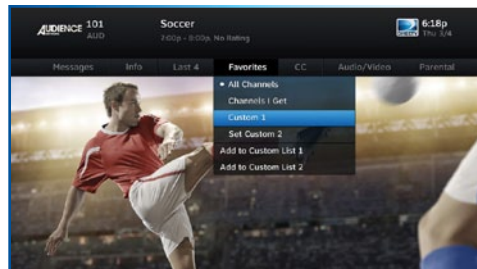 AUDIENCE 101
AUD
Soccer
7:00p - 8:00p, No Rating
DIRECTV
6:18p
Thu 3/4
Messages Info Last 4 Favorites CC Audio/Video Parental
• All Channels
Channels I Get
Custom 1
Set Custom 2
Add to Custom List 1
Add to Custom List 2